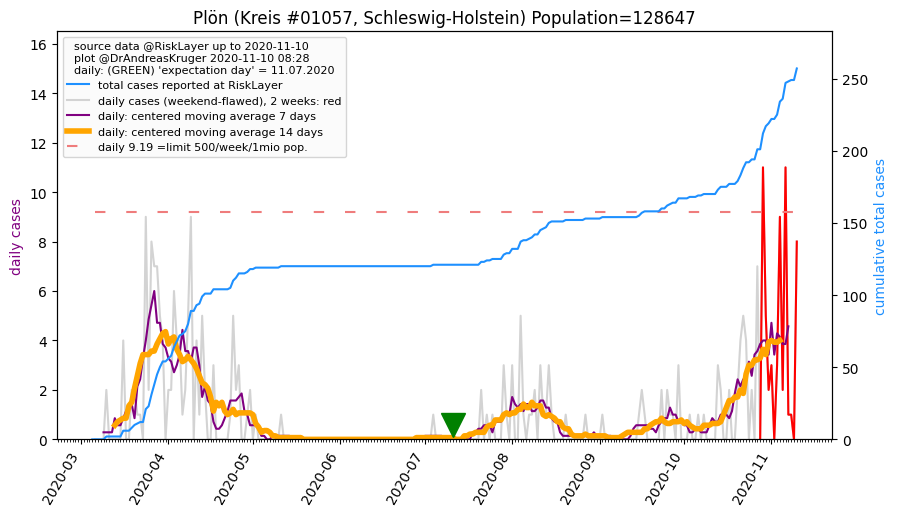 Plön (Kreis #01057, Schleswig-Holstein) Population=128647
source data @RiskLayer up to 2020-11-10
plot @DrAndreasKruger 2020-11-10 08:28
daily: (GREEN) 'expectation day' = 11.07.2020
total cases reported at RiskLayer
daily cases (weekend-flawed), 2 weeks: red
daily: centered moving average 7 days
daily: centered moving average 14 days
daily 9.19 =limit 500/week/1mio pop.
daily cases
16
14
12
10
8
6
4
2
0
cumulative total cases
250
200
150
100
50
0
2020-03
2020-04
2020-05
2020-06
2020-07
2020-08
2020-09
2020-10
2020-11